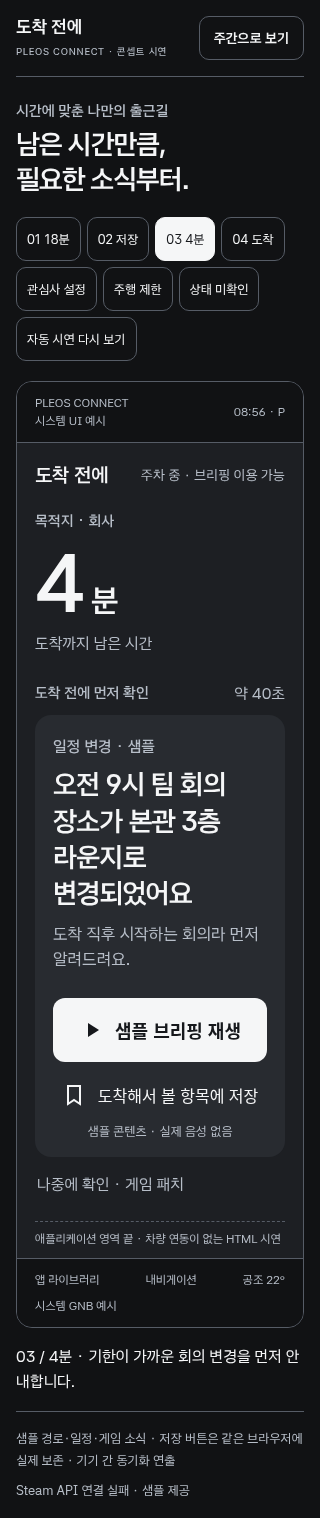 도착 전에
PLEOS CONNECT · 콘셉트 시연
주간으로 보기
시간에 맞춘 나만의 출근길
남은 시간만큼,
필요한 소식부터.
01 18분
02 저장
03 4분
04 도착
관심사 설정
주행 제한
상태 미확인
자동 시연 다시 보기
PLEOS CONNECT
시스템 UI 예시
08:56 · P
도착 전에
주차 중 · 브리핑 이용 가능
목적지 · 회사
4 분
도착까지 남은 시간
도착 전에 먼저 확인
약 40초
일정 변경 · 샘플
오전 9시 팀 회의
장소가 본관 3층
라운지로
변경되었어요
도착 직후 시작하는 회의라 먼저
알려드려요.
샘플 브리핑 재생
도착해서 볼 항목에 저장
샘플 콘텐츠 · 실제 음성 없음
나중에 확인 · 게임 패치
애플리케이션 영역 끝 · 차량 연동이 없는 HTML 시연
앱 라이브러리
내비게이션
공조 22°
시스템 GNB 예시
03 / 4분 · 기한이 가까운 회의 변경을 먼저 안
내합니다.
샘플 경로·일정·게임 소식 · 저장 버튼은 같은 브라우저에
실제 보존 · 기기 간 동기화 연출
Steam API 연결 실패 · 샘플 제공